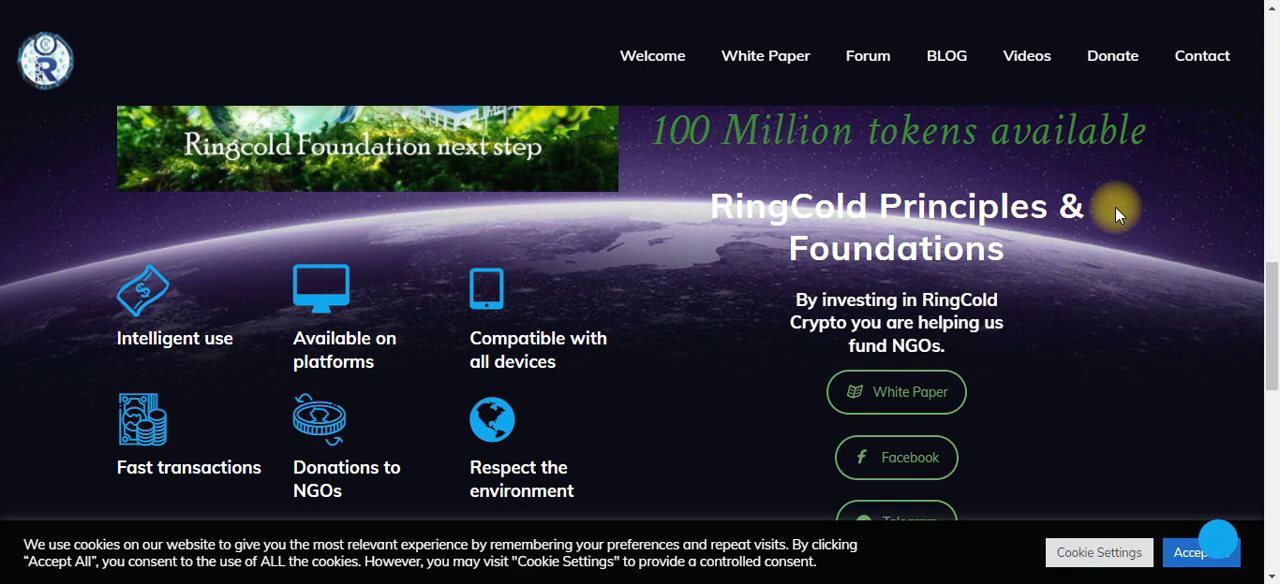 Welcome
White Paper
Forum
BLOG
Videos
Donate
Contact
Ringcold Foundation next step
100 Million tokens available
RingCold Principles &
Foundations
By investing in RingCold
Crypto you are helping us
fund NGOs.
White Paper
Facebook
Telegram
Intelligent use
Available on
platforms
Compatible with
all devices
Fast transactions
Donations to
NGOs
Respect the
environment
We use cookies on our website to give you the most relevant experience by remembering your preferences and repeat visits. By clicking
“Accept All”, you consent to the use of ALL the cookies. However, you may visit "Cookie Settings" to provide a controlled consent.
Cookie Settings